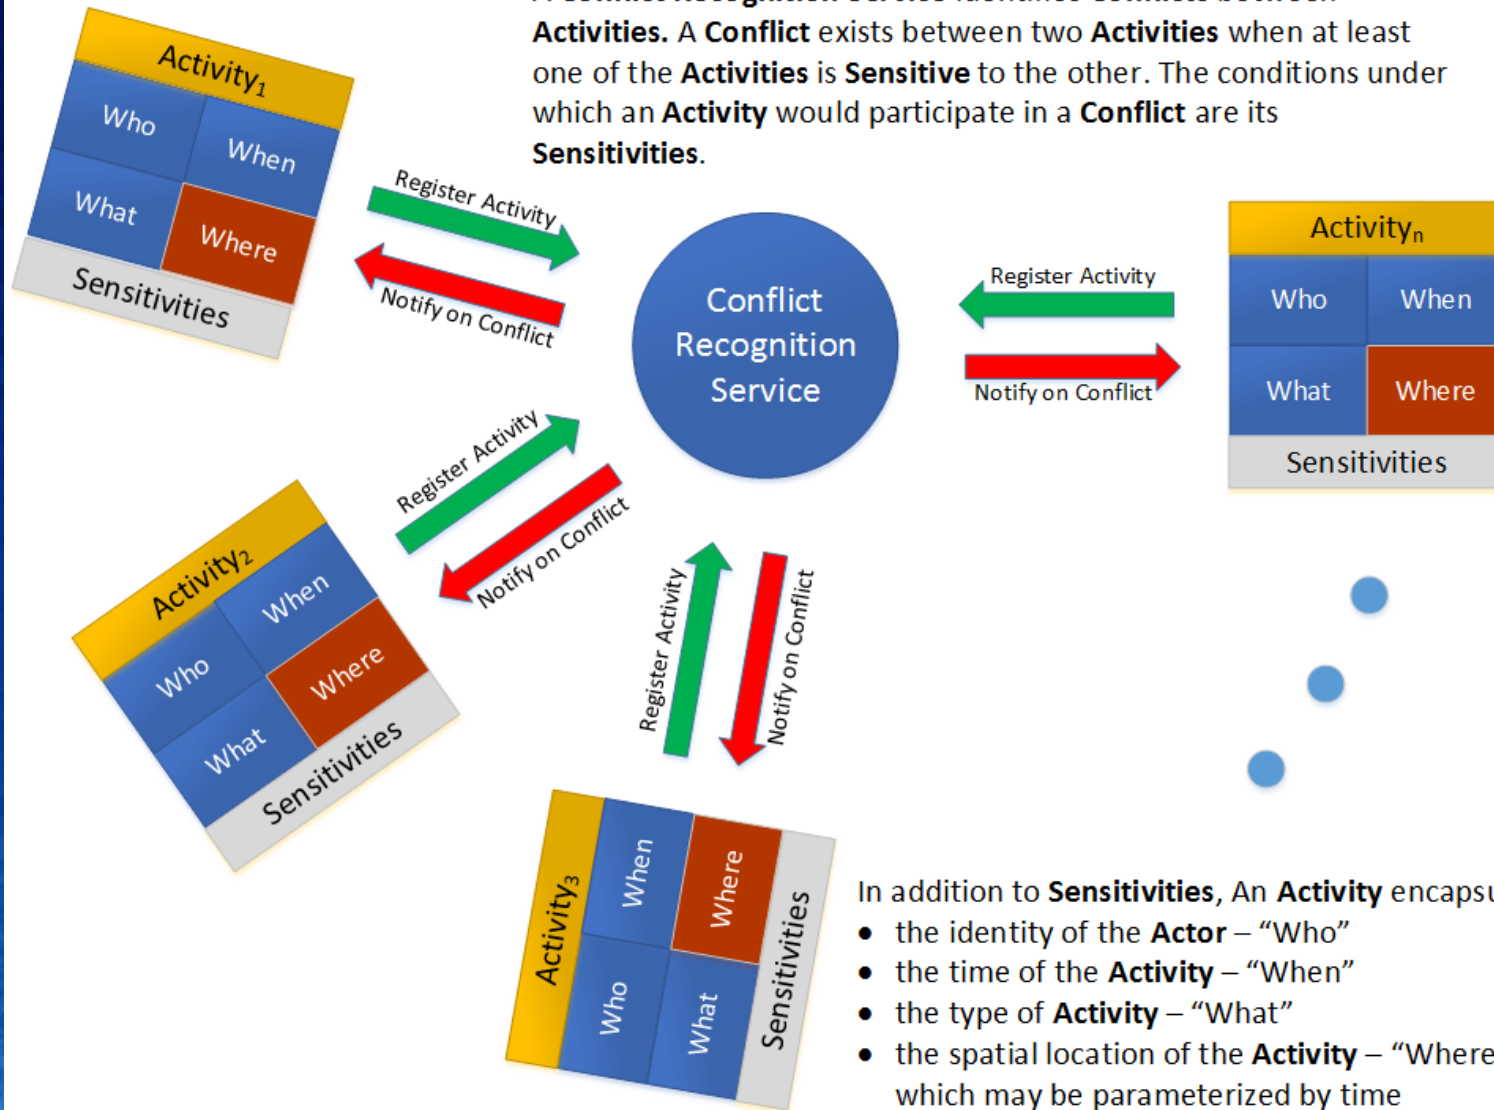 Activities. A Conflict exists between two Activities when at least
one of the Activities is Sensitive to the other. The conditions under
which an Activity would participate in a Conflict are its
Sensitivities.
Activity1
Who
When
What
Where
Sensitivities
Register Activity
Notify on Conflict
Conflict
Recognition
Service
Register Activity
Notify on Conflict
Activityn
Who
When
What
Where
Sensitivities
Register Activity
Notify on Conflict
Activity2
Who
When
What
Where
Sensitivities
Register Activity
Notify on Conflict
Activity3
When
Where
Who
What
Sensitivities
In addition to Sensitivities, An Activity encapsu
• the identity of the Actor – “Who”
• the time of the Activity – “When”
• the type of Activity – “What”
• the spatial location of the Activity – “Where
which may be parameterized by time